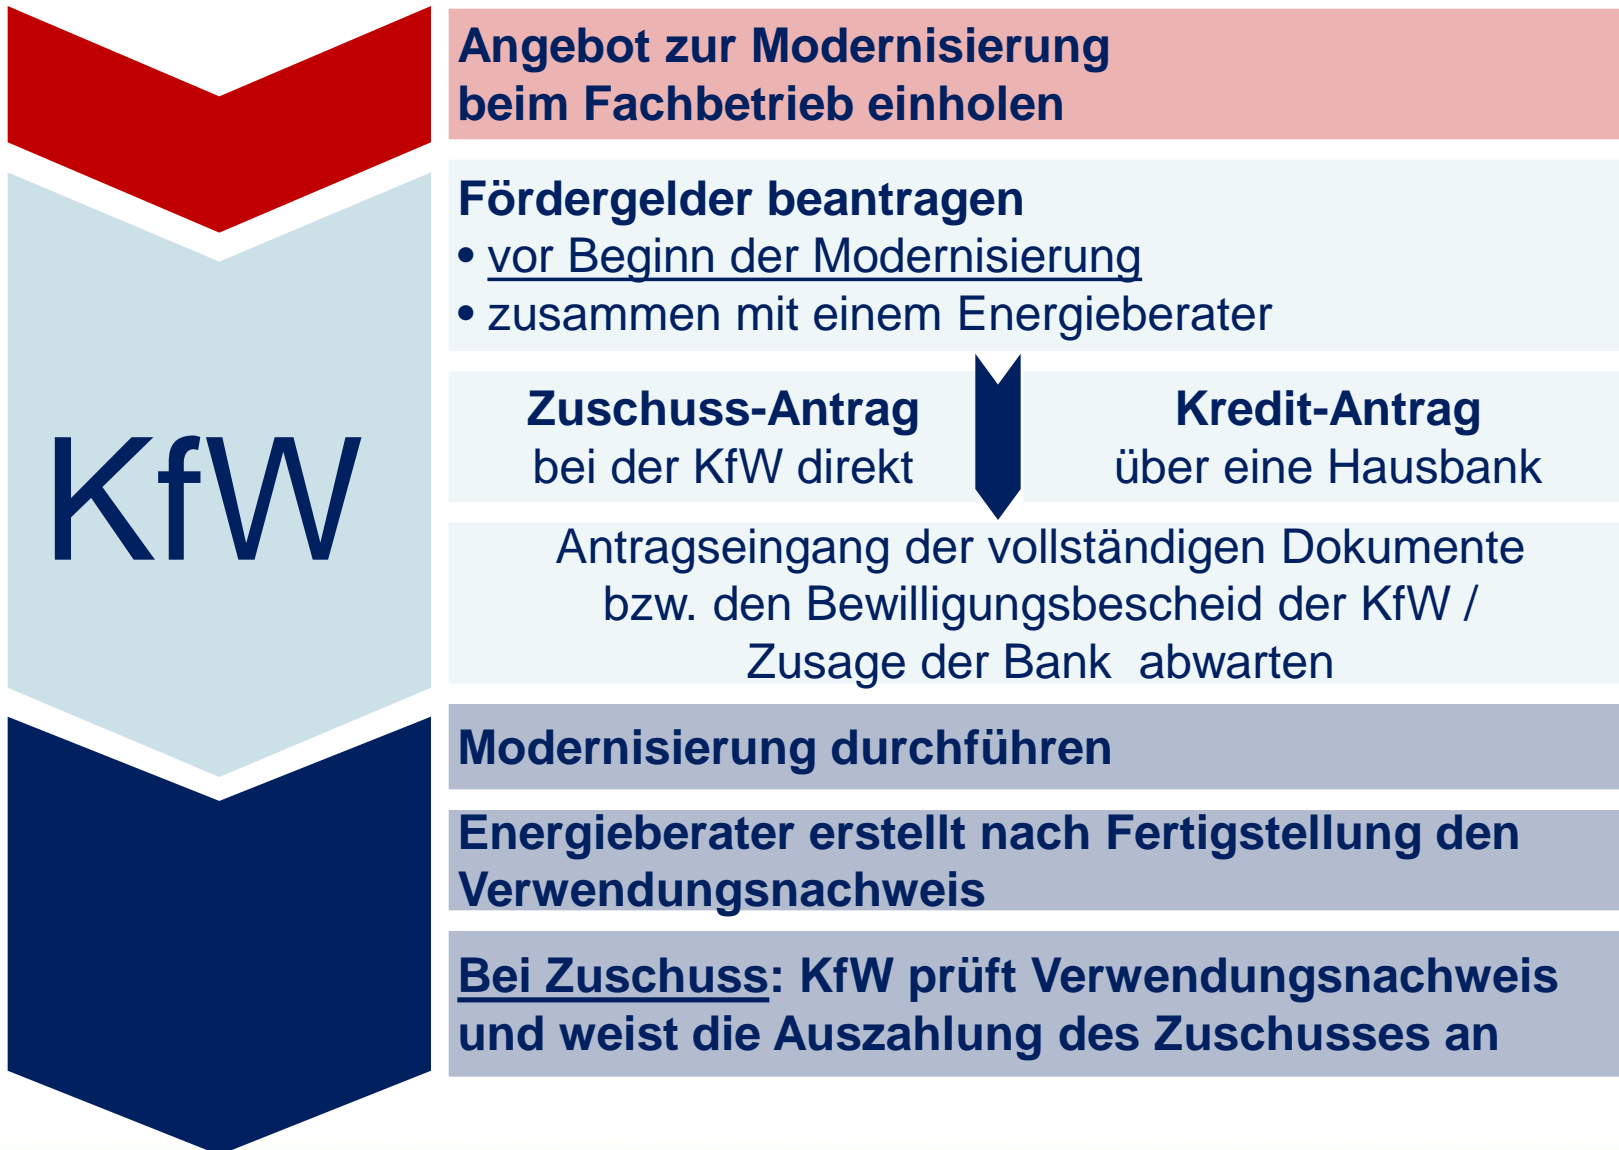 Angebot zur Modernisierung
beim Fachbetrieb einholen
Fördergelder beantragen
• vor Beginn der Modernisierung
• zusammen mit einem Energieberater
KfW
Zuschuss-Antrag
bei der KfW direkt
Kredit-Antrag
über eine Hausbank
Antragseingang der vollständigen Dokumente
bzw. den Bewilligungsbescheid der KfW /
Zusage der Bank abwarten
Modernisierung durchführen
Energieberater erstellt nach Fertigstellung den
Verwendungsnachweis
Bei Zuschuss: KfW prüft Verwendungsnachweis
und weist die Auszahlung des Zuschusses an